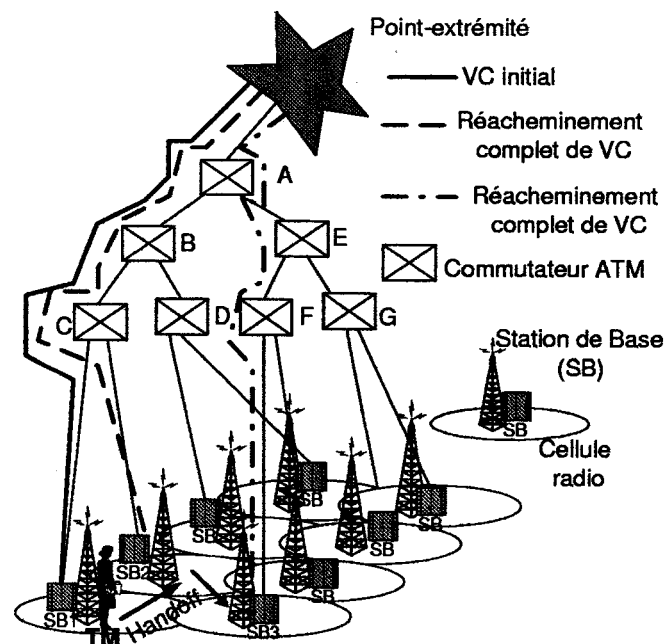 Point-extrémité
VC initial
Réacheminement
complet de VC
Réacheminement
complet de VC
Commutateur ATM
A
B
E
C
D
F
G
Station de Base
(SB)
SB
Cellule
radio
SB
SB
SB
SB
SB2
SB
SB1
SB3
TM
Handoff